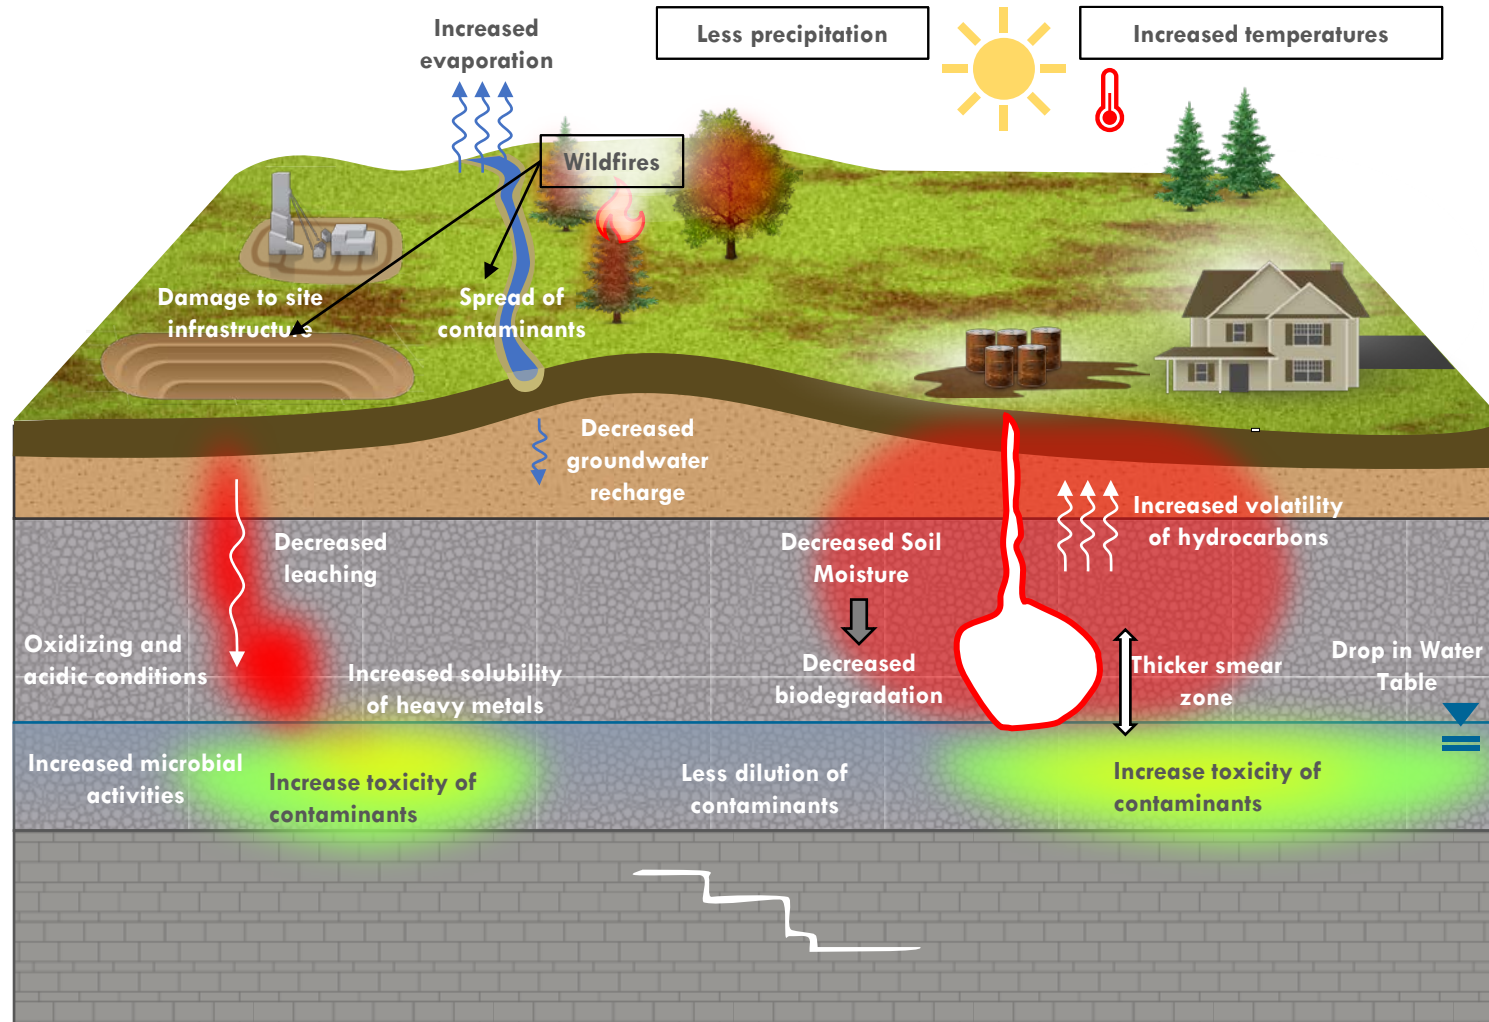 Increased
evaporation
Less precipitation
Increased temperatures
Wildfires
Damage to site
infrastructure
Spread of
contaminants
Decreased
groundwater
recharge
Increased volatility
of hydrocarbons
Decreased
leaching
Decreased Soil
Moisture
Oxidizing and
acidic conditions
Increased solubility
of heavy metals
Decreased
biodegradation
Thicker smear
zone
Drop in Water
Table
Increased microbial
activities
Increase toxicity of
contaminants
Less dilution of
contaminants
Increase toxicity of
contaminants